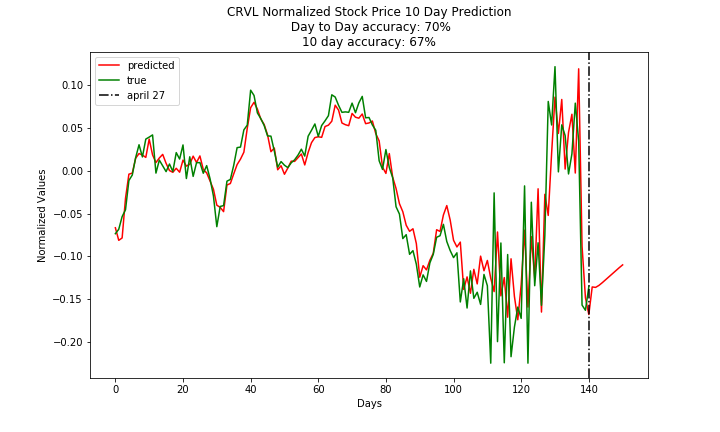 CRVL Normalized Stock Price 10 Day Prediction
Day to Day accuracy: 70%
10 day accuracy: 67%
predicted
true
april 27
Normalized Values
0.10
0.05
0.00
−0.05
−0.10
−0.15
−0.20
0 20 40 60 80 100 120 140
Days